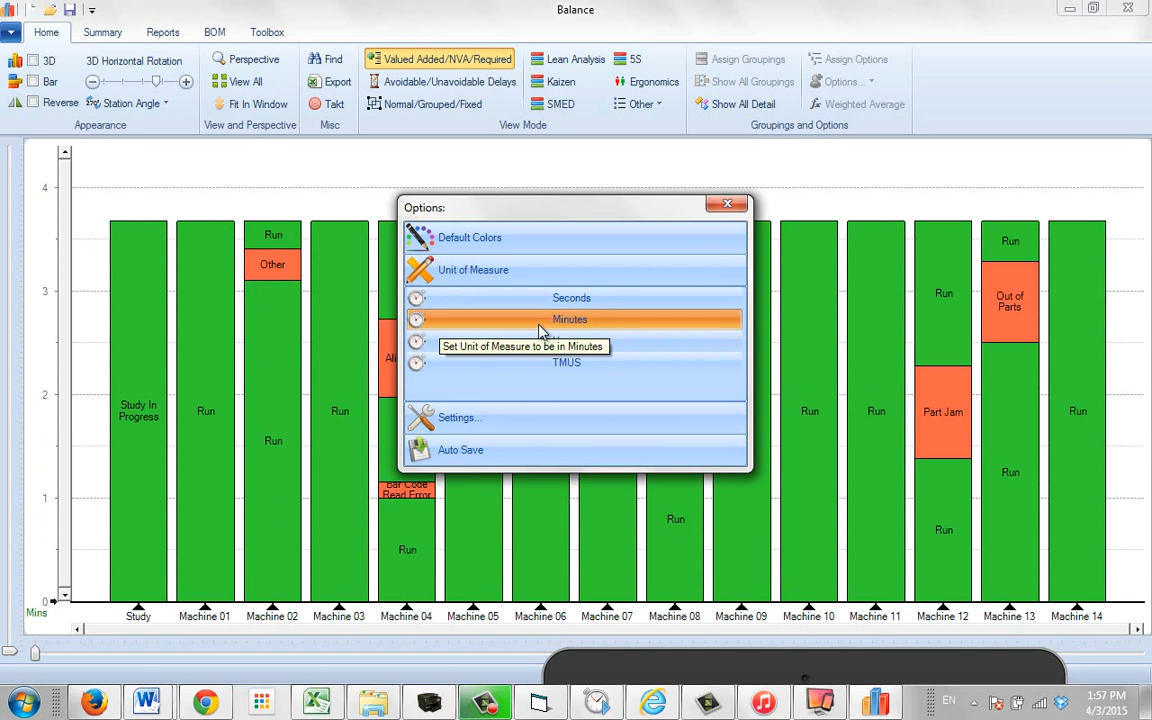 Balance
Home Summary Reports BOM Toolbox
3D 3D Horizontal Rotation Perspective Find Valued Added/NVA/Required Lean Analysis 5S Assign Groupings Assign Options
Bar View All Export Avoidable/Unavoidable Delays Kaizen Ergonomics Show All Groupings Options...
Reverse Station Angle Fit In Window Takt Normal/Grouped/Fixed SMED Other Show All Detail Weighted Average
Appearance View and Perspective Misc View Mode Groupings and Options
4
Options:
Default Colors
Unit of Measure
Seconds
Minutes
Set Unit of Measure to be in Minutes
TMUS
Settings...
Auto Save
Run
Other
Run
Run
3
Run
Out of
Parts
2
Study In
Progress
Run
Run
Run
Run
Part Jam
Run
Run
Run
1
Bar Code
Read Error
Run
Run
Run
0
Mins
Study Machine 01 Machine 02 Machine 03 Machine 04 Machine 05 Machine 06 Machine 07 Machine 08 Machine 09 Machine 10 Machine 11 Machine 12 Machine 13 Machine 14
EN
1:57 PM
4/3/2015